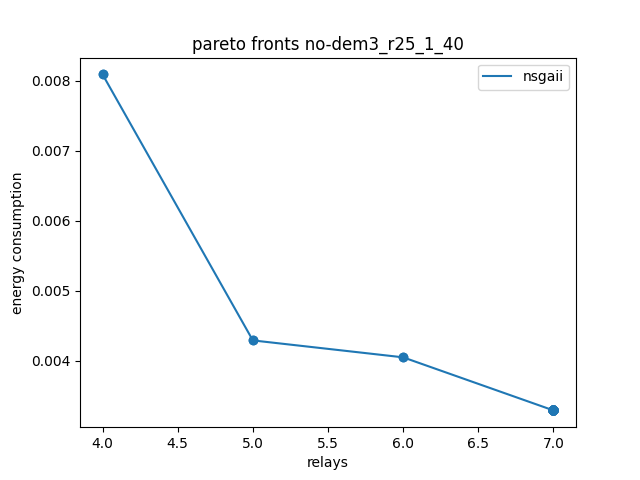 pareto fronts no-dem3_r25_1_40
nsgaii
energy consumption
0.008
0.007
0.006
0.005
0.004
4.0 4.5 5.0 5.5 6.0 6.5 7.0
relays